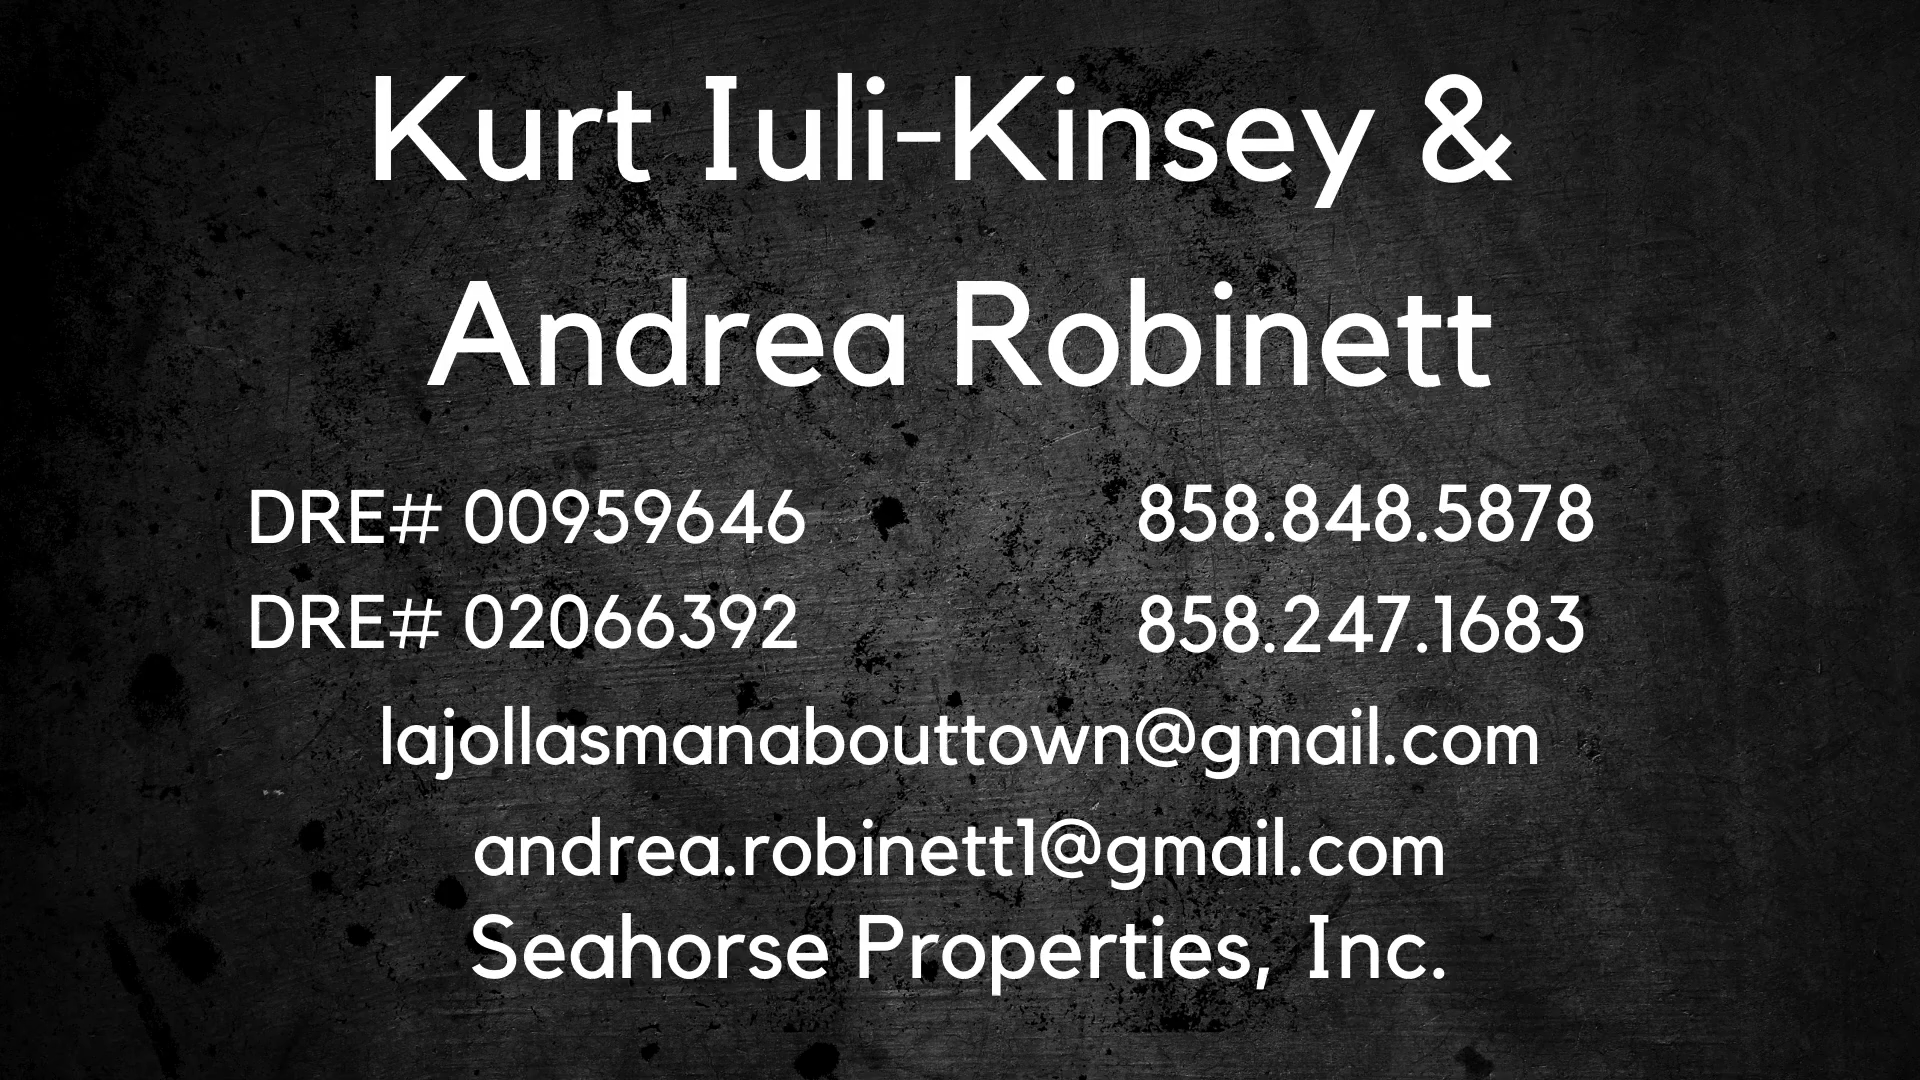 Kurt Iuli-Kinsey &
Andrea Robinett
DRE# 00959646 858.848.5878
DRE# 02066392 858.247.1683
lajollasmanabouttown@gmail.com
andrea.robinett1@gmail.com
Seahorse Properties, Inc.